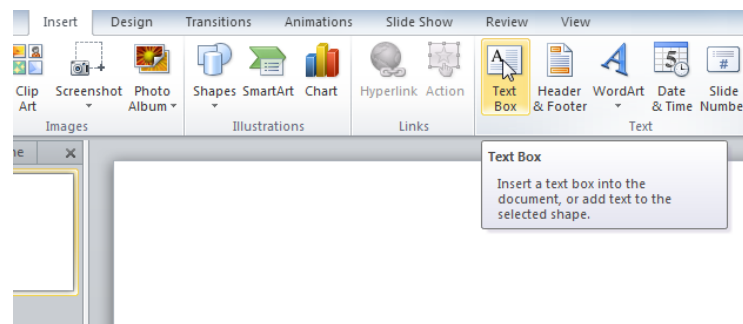 Insert Design Transitions Animations Slide Show Review View
Clip Art Screenshot Photo Album Shapes SmartArt Chart Hyperlink Action Text Box Header & Footer WordArt Date & Time Slide
Images Illustrations Links Text
Text Box
Insert a text box into the
document, or add text to the
selected shape.